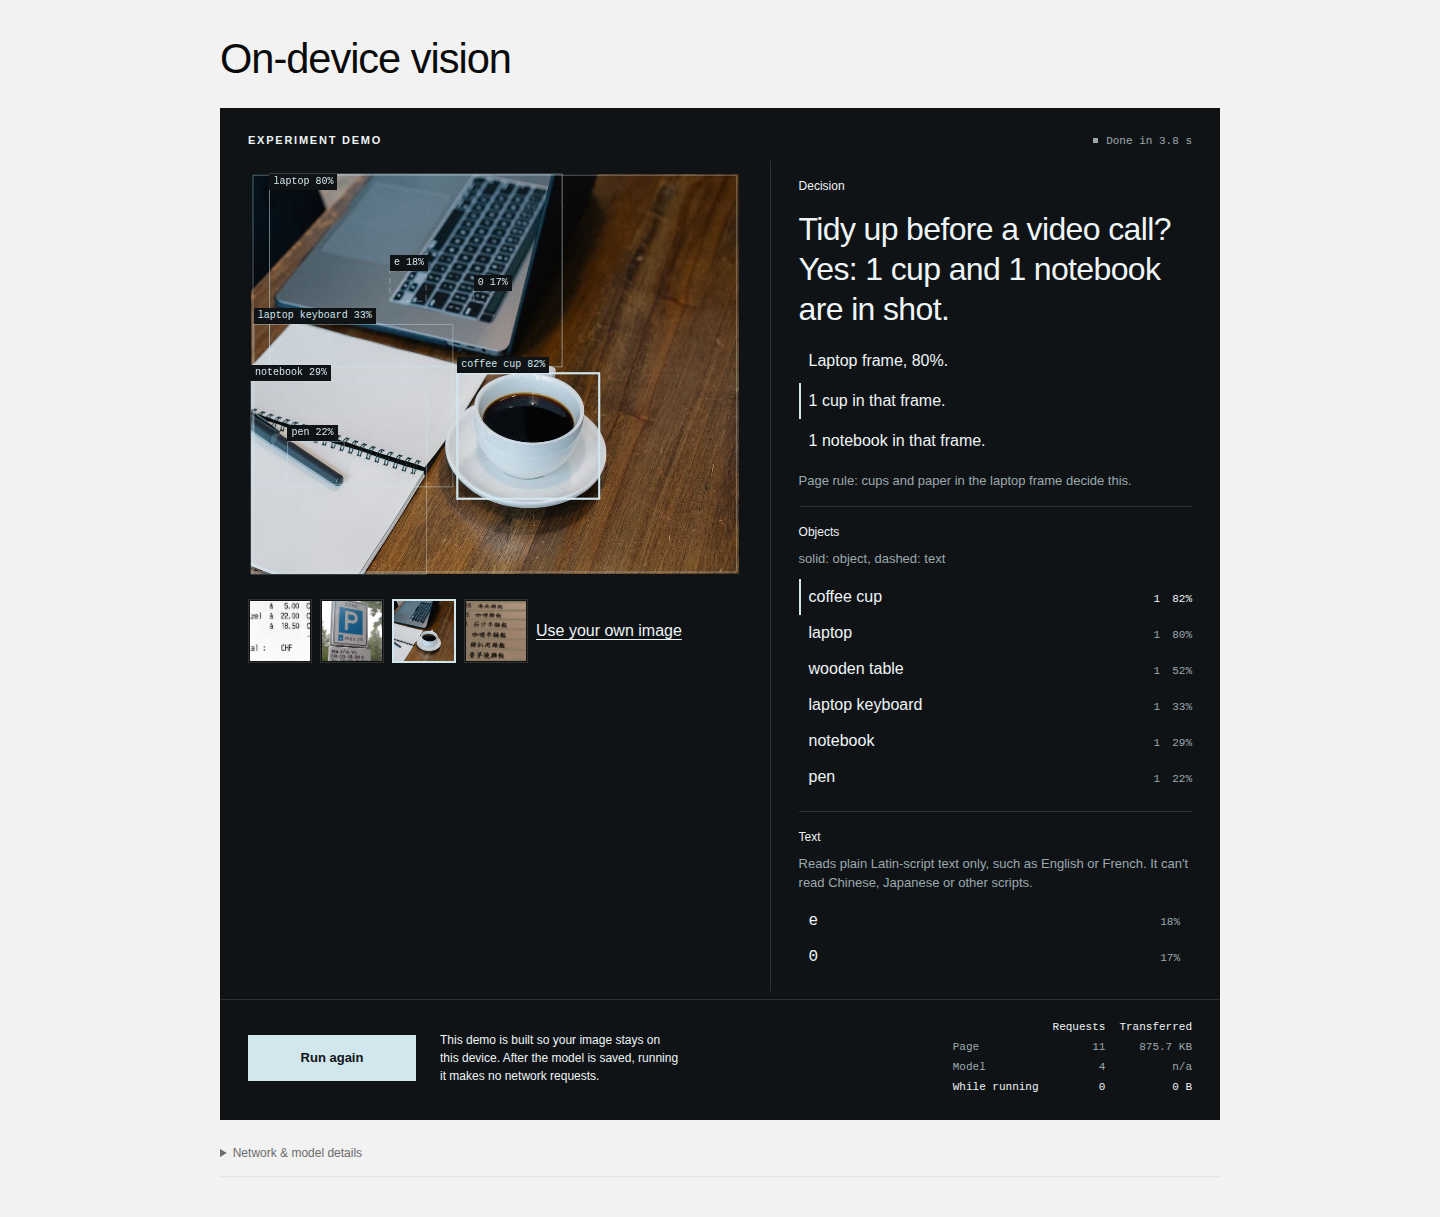 On-device vision
EXPERIMENT DEMO
Done in 3.8 s
laptop 80%
e 18%
0 17%
laptop keyboard 33%
coffee cup 82%
notebook 29%
pen 22%
5.00
22.00
18.50
CHF
P
Use your own image
Decision
Tidy up before a video call?
Yes: 1 cup and 1 notebook
are in shot.
Laptop frame, 80%.
1 cup in that frame.
1 notebook in that frame.
Page rule: cups and paper in the laptop frame decide this.
Objects
solid: object, dashed: text
coffee cup 1 82%
laptop 1 80%
wooden table 1 52%
laptop keyboard 1 33%
notebook 1 29%
pen 1 22%
Text
Reads plain Latin-script text only, such as English or French. It can't
read Chinese, Japanese or other scripts.
e 18%
0 17%
Run again
This demo is built so your image stays on
this device. After the model is saved, running
it makes no network requests.
Requests Transferred
Page 11 875.7 KB
Model 4 n/a
While running 0 0 B
Network & model details